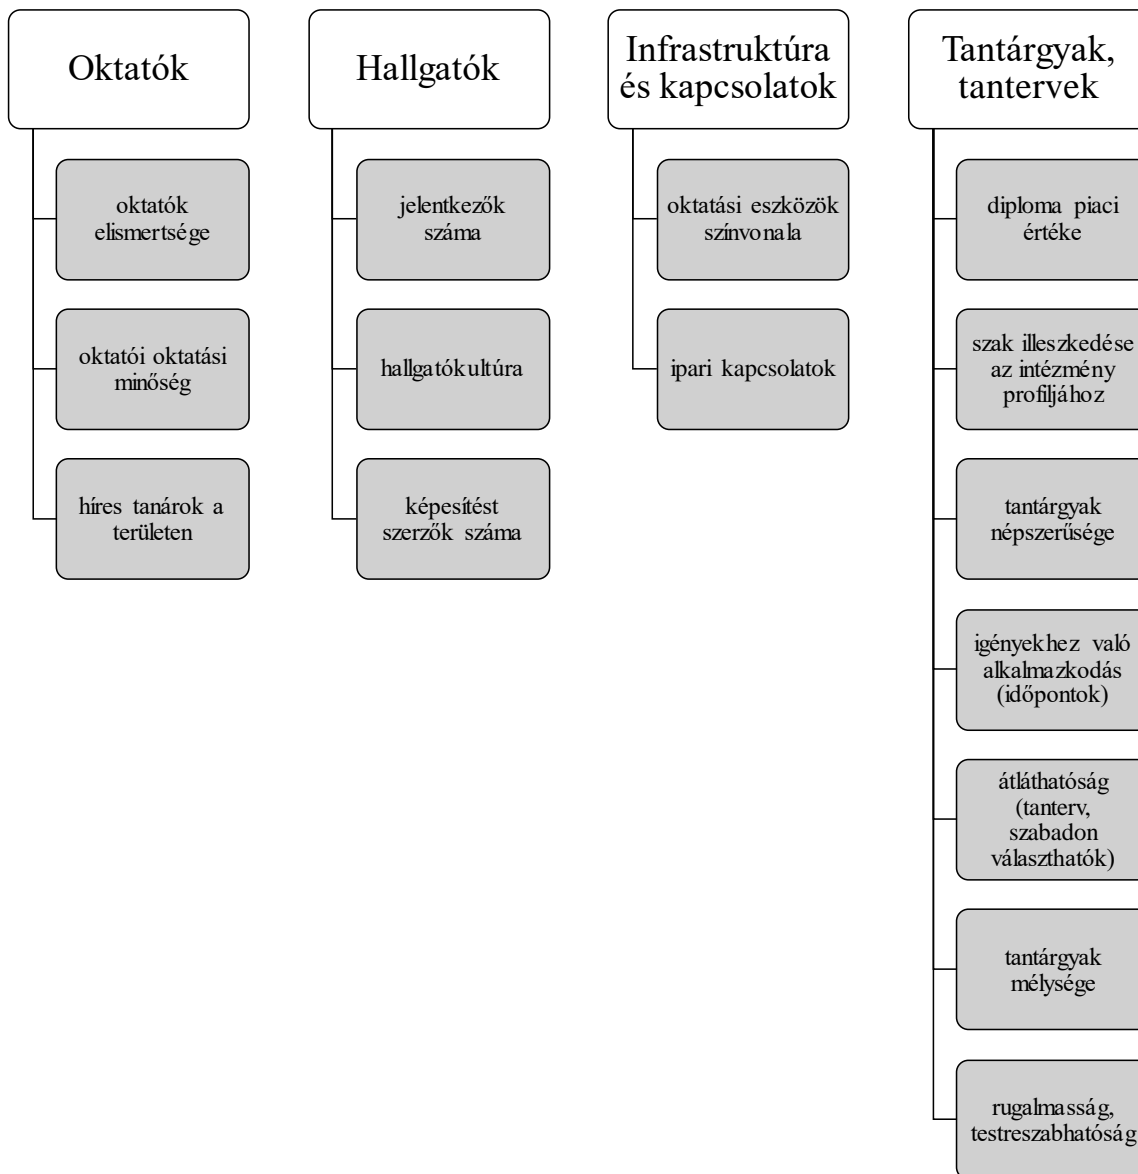 Oktatók
oktatók
elismertsége
oktatói oktatási
minőség
híres tanárok a
területen
Hallgatók
jelentkezők
száma
hallgatókultúra
képesítést
szerzők száma
Infrastruktúra
és kapcsolatok
oktatási eszközök
színvonala
ipari kapcsolatok
Tantárgyak,
tantervek
diploma piaci
értéke
szak illeszkedése
az intézmény
profiljához
tantárgyak
népszerűsége
igényekhez való
alkalmazkodás
(időpontok)
átláthatóság
(tanterv,
szabadon
választhatók)
tantárgyak
mélysége
rugalmasság,
testreszabhatóság